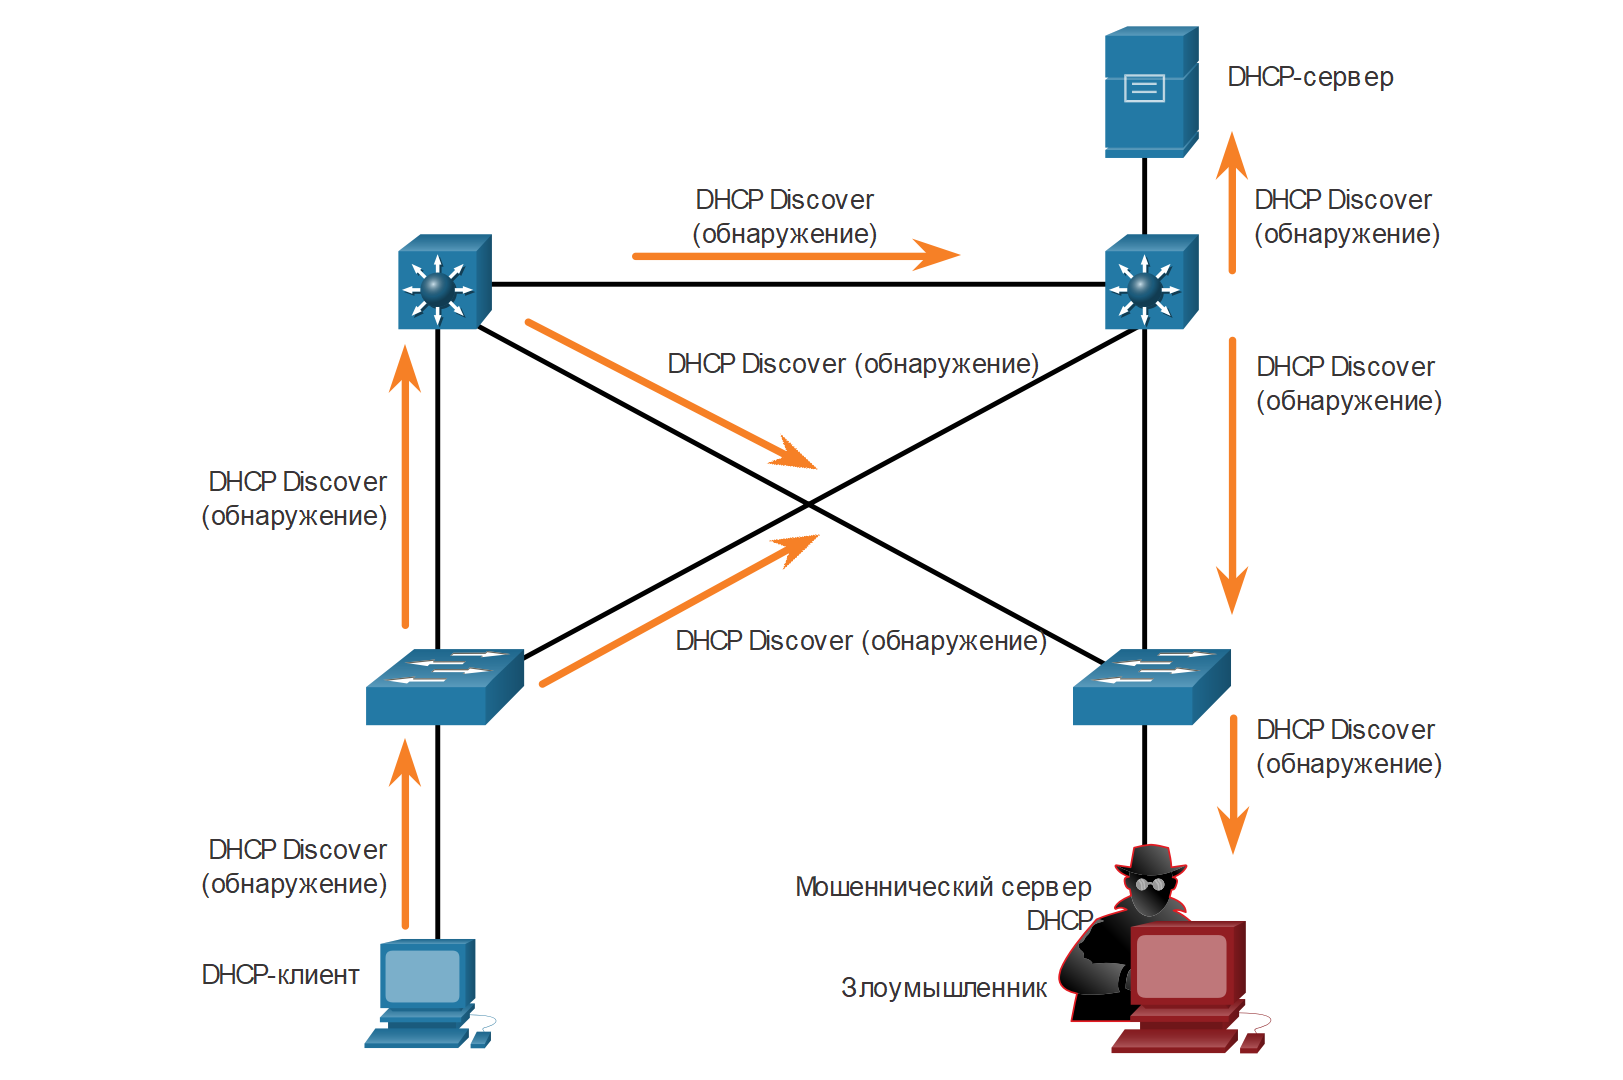 DHCP-сервер
DHCP Discover
(обнаружение)
DHCP Discover
(обнаружение)
DHCP Discover (обнаружение)
DHCP Discover
(обнаружение)
DHCP Discover
(обнаружение)
DHCP Discover (обнаружение)
DHCP Discover
(обнаружение)
DHCP Discover
(обнаружение)
Мошеннический сервер
DHCP
DHCP-клиент
Злоумышленник